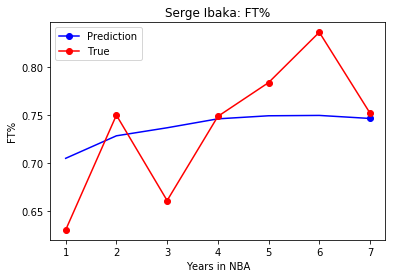 Serge Ibaka: FT%
Prediction
True
0.80
0.75
0.70
0.65
FT%
1 2 3 4 5 6 7
Years in NBA